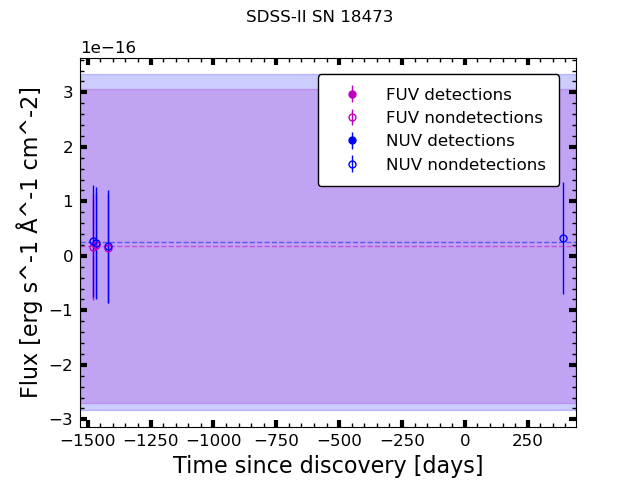 SDSS-II SN 18473
1e−16
3
2
1
0
−1
−2
−3
Flux [erg s^-1 Å^-1 cm^-2]
FUV detections
FUV nondetections
NUV detections
NUV nondetections
−1500 −1250 −1000 −750 −500 −250 0 250
Time since discovery [days]